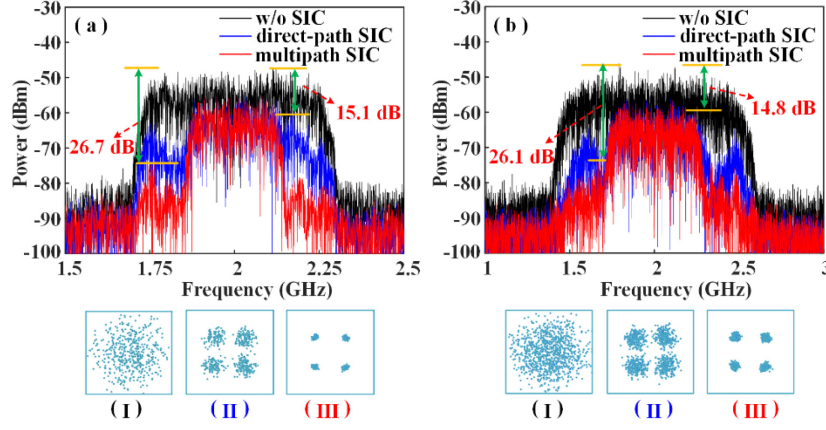 ( a )
w/o SIC
direct-path SIC
multipath SIC
-30
-40
-50
-60
-70
-80
-90
-100
Power (dBm)
26.7 dB
15.1 dB
1.5
1.75
2
2.25
2.5
Frequency (GHz)
( I )
( II )
( III )
( b )
w/o SIC
direct-path SIC
multipath SIC
-30
-40
-50
-60
-70
-80
-90
-100
Power (dBm)
26.1 dB
14.8 dB
1
1.5
2
2.5
3
Frequency (GHz)
( I )
( II )
( III )